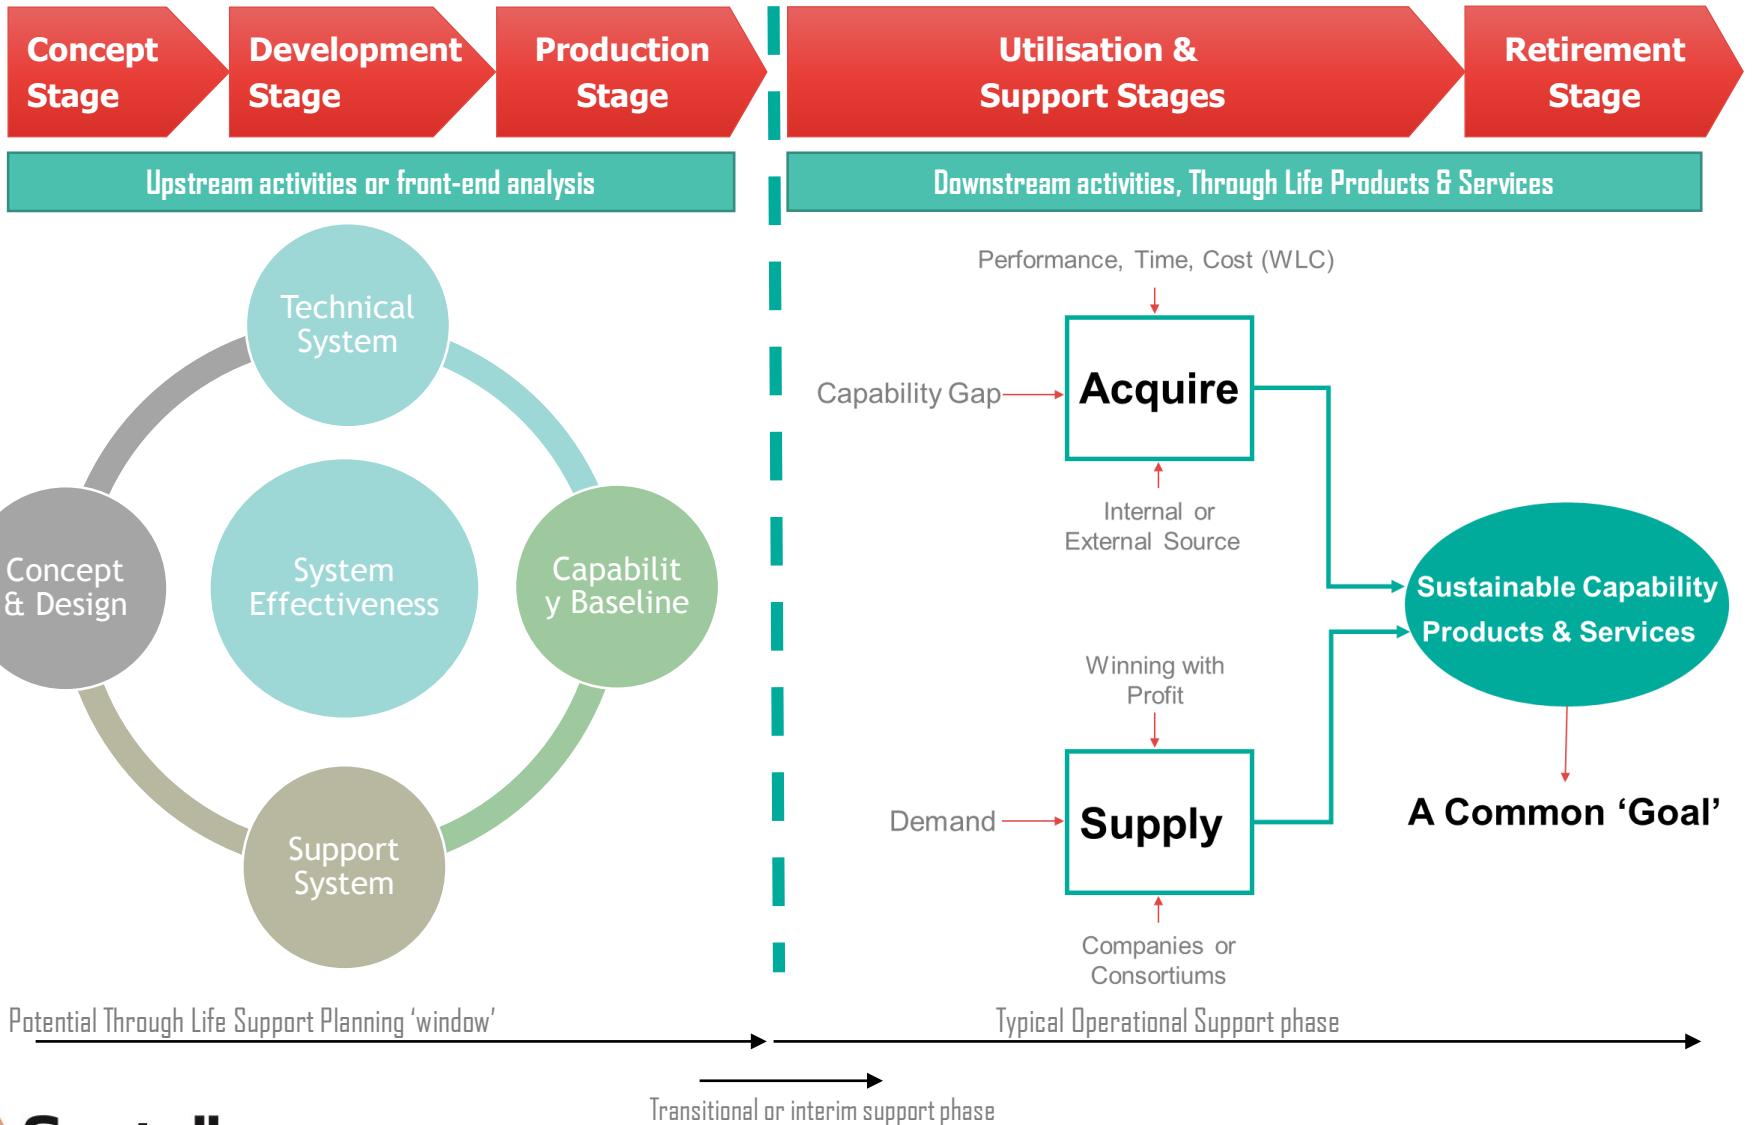 Concept
Stage
Development
Stage
Production
Stage
Utilisation &
Support Stages
Retirement
Stage
Upstream activities or front-end analysis
Downstream activities, Through Life Products & Services
Technical
System
Concept
& Design
System
Effectiveness
Capabilit
y Baseline
Support
System
Performance, Time, Cost (WLC)
Capability Gap
Acquire
Internal or
External Source
Winning with
Profit
Demand
Supply
Companies or
Consortiums
Sustainable Capability
Products & Services
A Common ‘Goal’
Potential Through Life Support Planning ‘window’
Typical Operational Support phase
Transitional or interim support phase